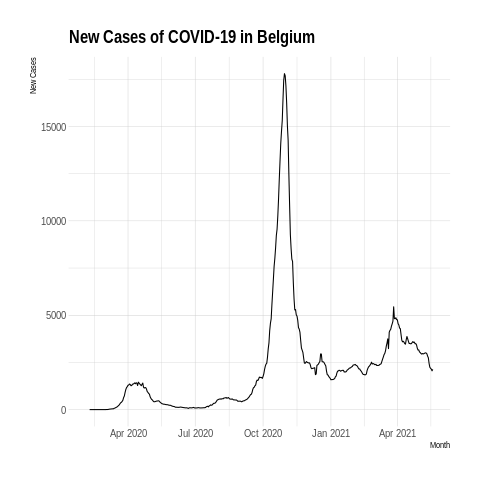 New Cases of COVID-19 in Belgium
New Cases
15000
10000
5000
0
Apr 2020 Jul 2020 Oct 2020 Jan 2021 Apr 2021
Month